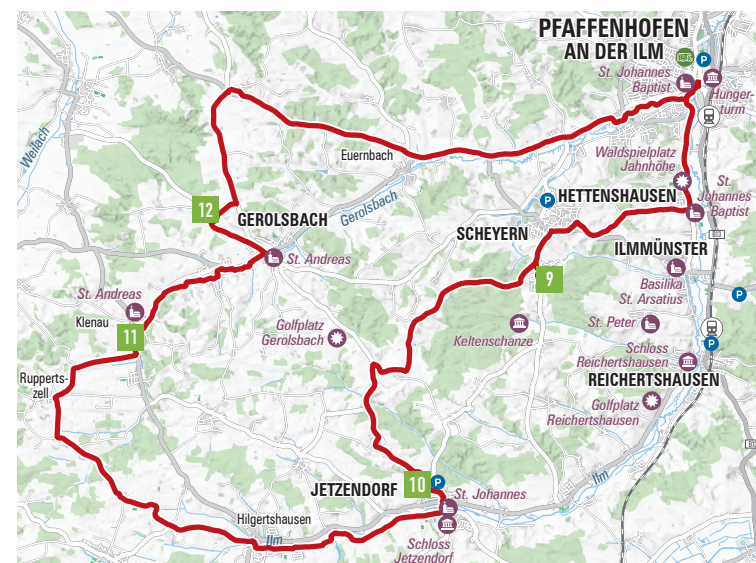 PFAFFENHOFEN
AN DER ILM
P
St. Johannes
Baptist
Hunger-
turm
Weilach
Euernbach
Waldspielplatz
Jahnhöhe
HETTENSHAUSEN
St.
Johannes
Baptist
12
GEROLSBACH
Gerolsbach
P
SCHEYERN
B13
ILMMÜNSTER
St. Andreas
9
Basilika
St. Arsatius
P
St. Andreas
Klenau
11
Golfplatz
Gerolsbach
Keltenschanze
St. Peter
Schloss
Reichertshausen
P
Rupperts-
zell
REICHERTSHAUSEN
Golfplatz
Reichertshausen
B13
JETZENDORF
10
P
St. Johannes
Ilm
Hilgertshausen
Ilm
Schloss
Jetzendorf